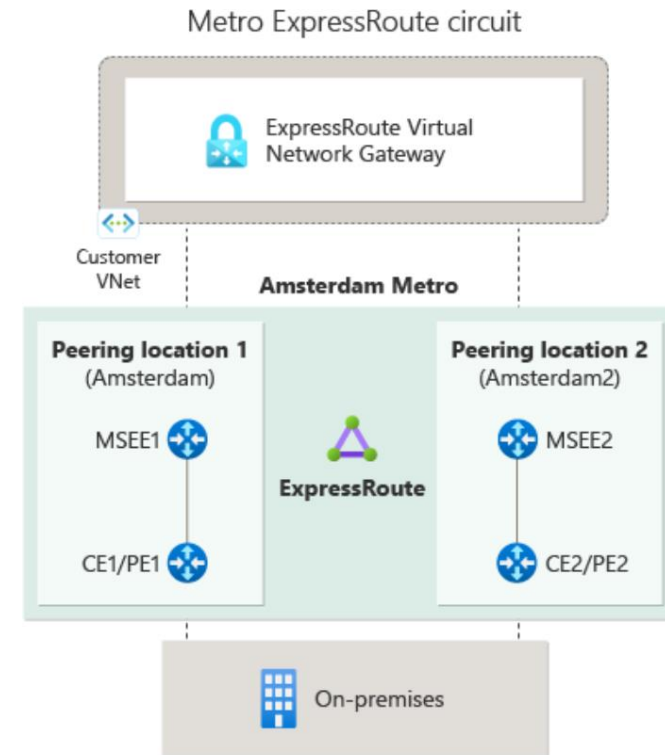 Metro ExpressRoute circuit
ExpressRoute Virtual
Network Gateway
Customer
VNet
Amsterdam Metro
Peering location 1
(Amsterdam)
Peering location 2
(Amsterdam2)
MSEE1
MSEE2
ExpressRoute
CE1/PE1
CE2/PE2
On-premises